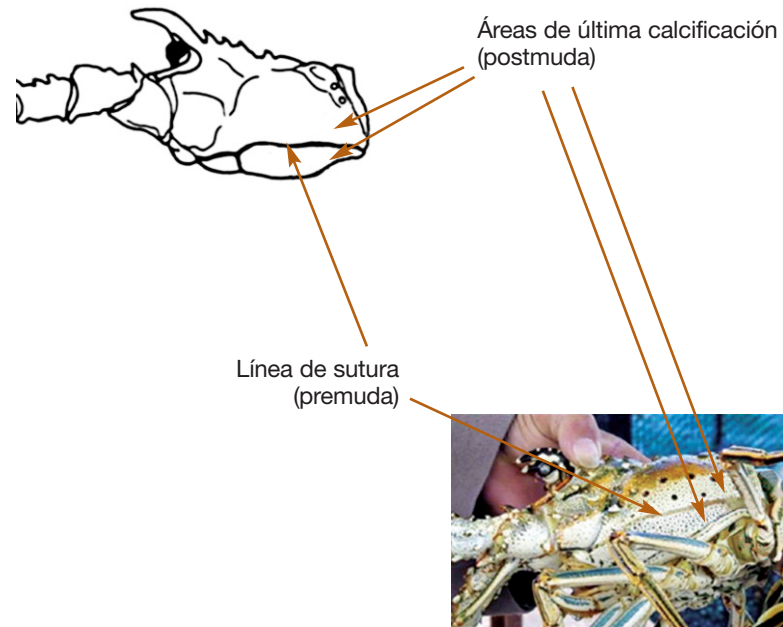 Áreas de última calcificación
(postmuda)
Línea de sutura
(premuda)